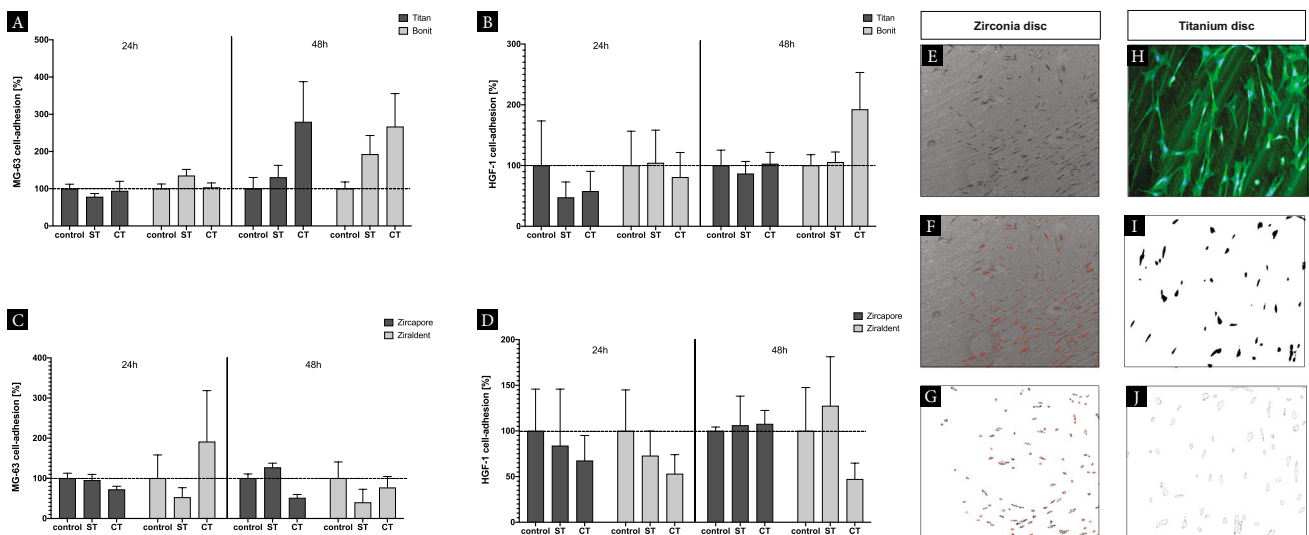 A
Titan
Bonit
MG-63 cell-adhesion [%]
500
400
300
200
100
0
24h
48h
control ST CT control ST CT control ST CT control ST CT
B
Titan
Bonit
HGF-1 cell-adhesion [%]
300
200
100
0
24h
48h
control ST CT control ST CT control ST CT control ST CT
C
Zircapore
Ziraldent
MG-63 cell-adhesion [%]
400
300
200
100
0
24h
48h
control ST CT control ST CT control ST CT control ST CT
D
Zircapore
Ziraldent
HGF-1 cell-adhesion [%]
200
150
100
50
0
24h
48h
control ST CT control ST CT control ST CT control ST CT
Zirconia disc
Titanium disc
E
H
F
I
G
J